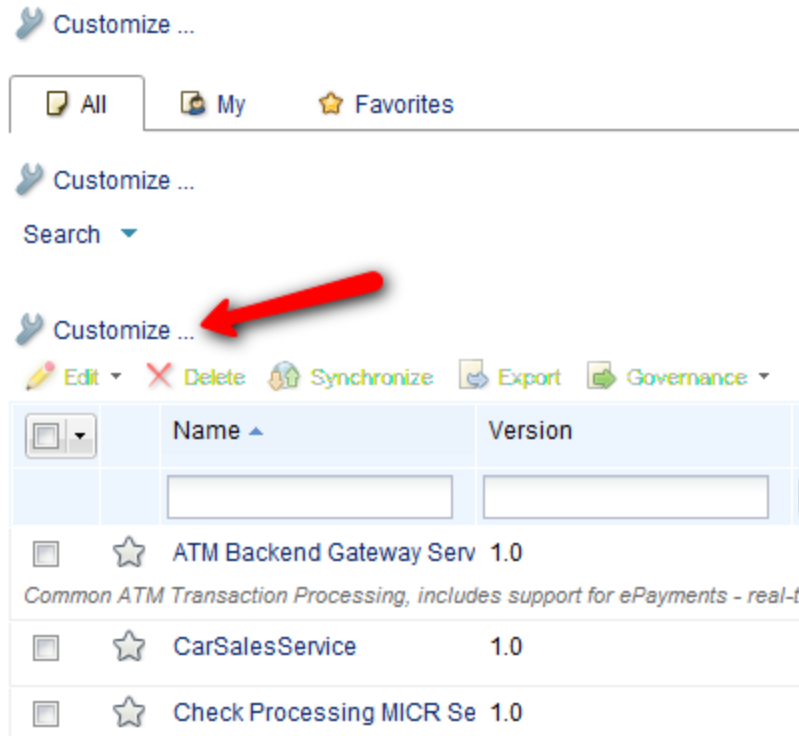 Customize ...
All My Favorites
Customize ...
Search
Customize ...
Edit Delete Synchronize Export Governance
Name Version
ATM Backend Gateway Serv 1.0
Common ATM Transaction Processing, includes support for ePayments - real-t
CarSalesService 1.0
Check Processing MICR Se 1.0